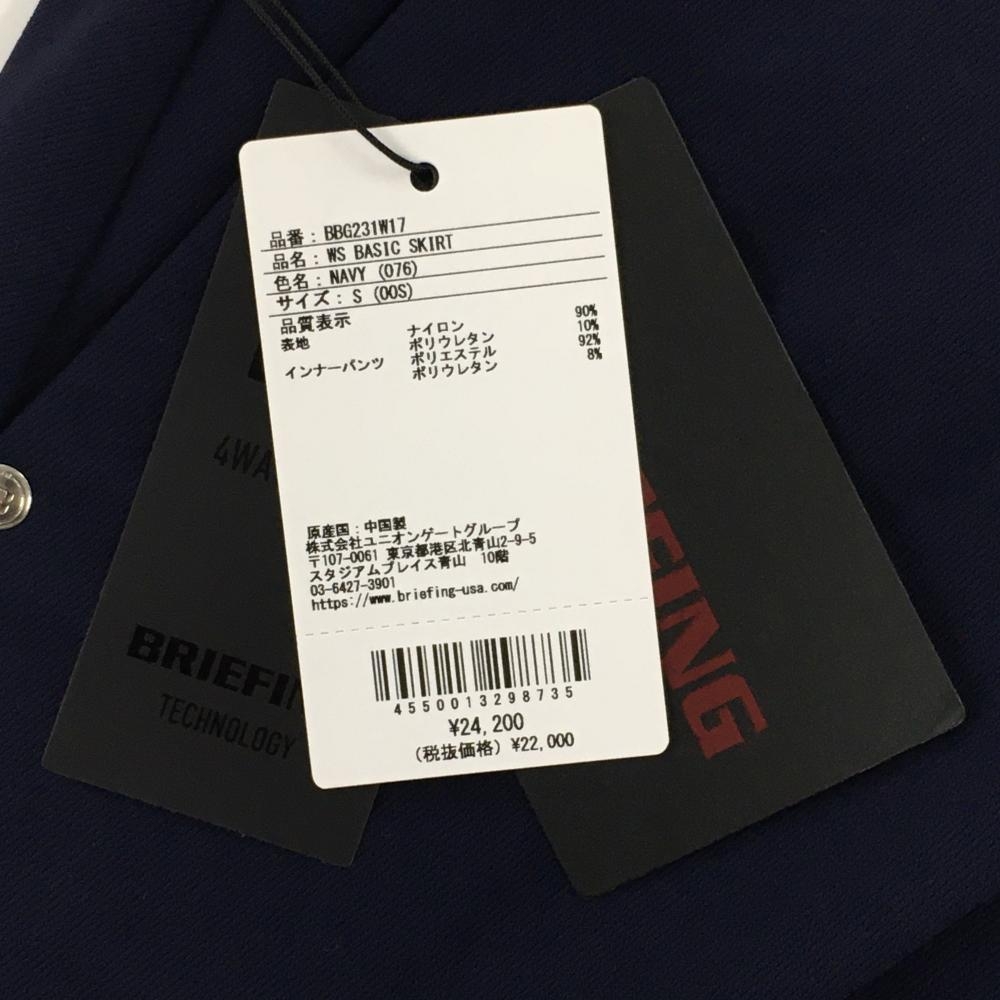 品番：BBG231W17
品名：WS BASIC SKIRT
色名：NAVY (076)
サイズ：S (00S)
品質表示
表地 ナイロン 90%
ポリウレタン 10%
インナーパンツ ポリエステル 92%
ポリウレタン 8%
原産国：中国製
株式会社ユニオンゲートグループ
〒107-0061 東京都港区北青山2-9-5
スタジアムプレイス青山 10階
03-6427-3901
https://www.briefing-usa.com/
4550013298735
¥24,200
(税抜価格) ¥22,000
4WA
BRIEFIN
TECHNOLOGY
EFING